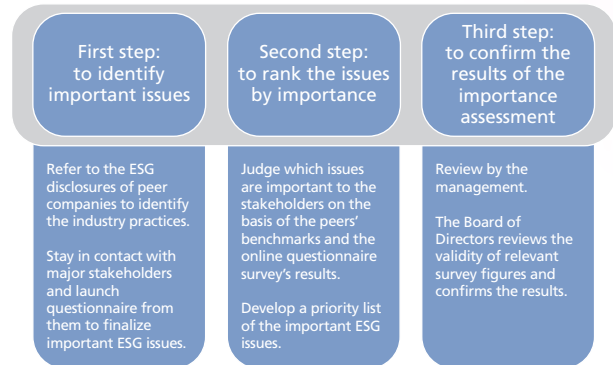 First step:
to identify
important issues
Refer to the ESG
disclosures of peer
companies to identify
the industry practices.
Stay in contact with
major stakeholders
and launch
questionnaire from
them to finalize
important ESG issues.
Second step:
to rank the issues
by importance
Judge which issues
are important to the
stakeholders on the
basis of the peers’
benchmarks and the
online questionnaire
survey’s results.
Develop a priority list
of the important ESG
issues.
Third step:
to confirm the
results of the
importance
assessment
Review by the
management.
The Board of
Directors reviews the
validity of relevant
survey figures and
confirms the results.